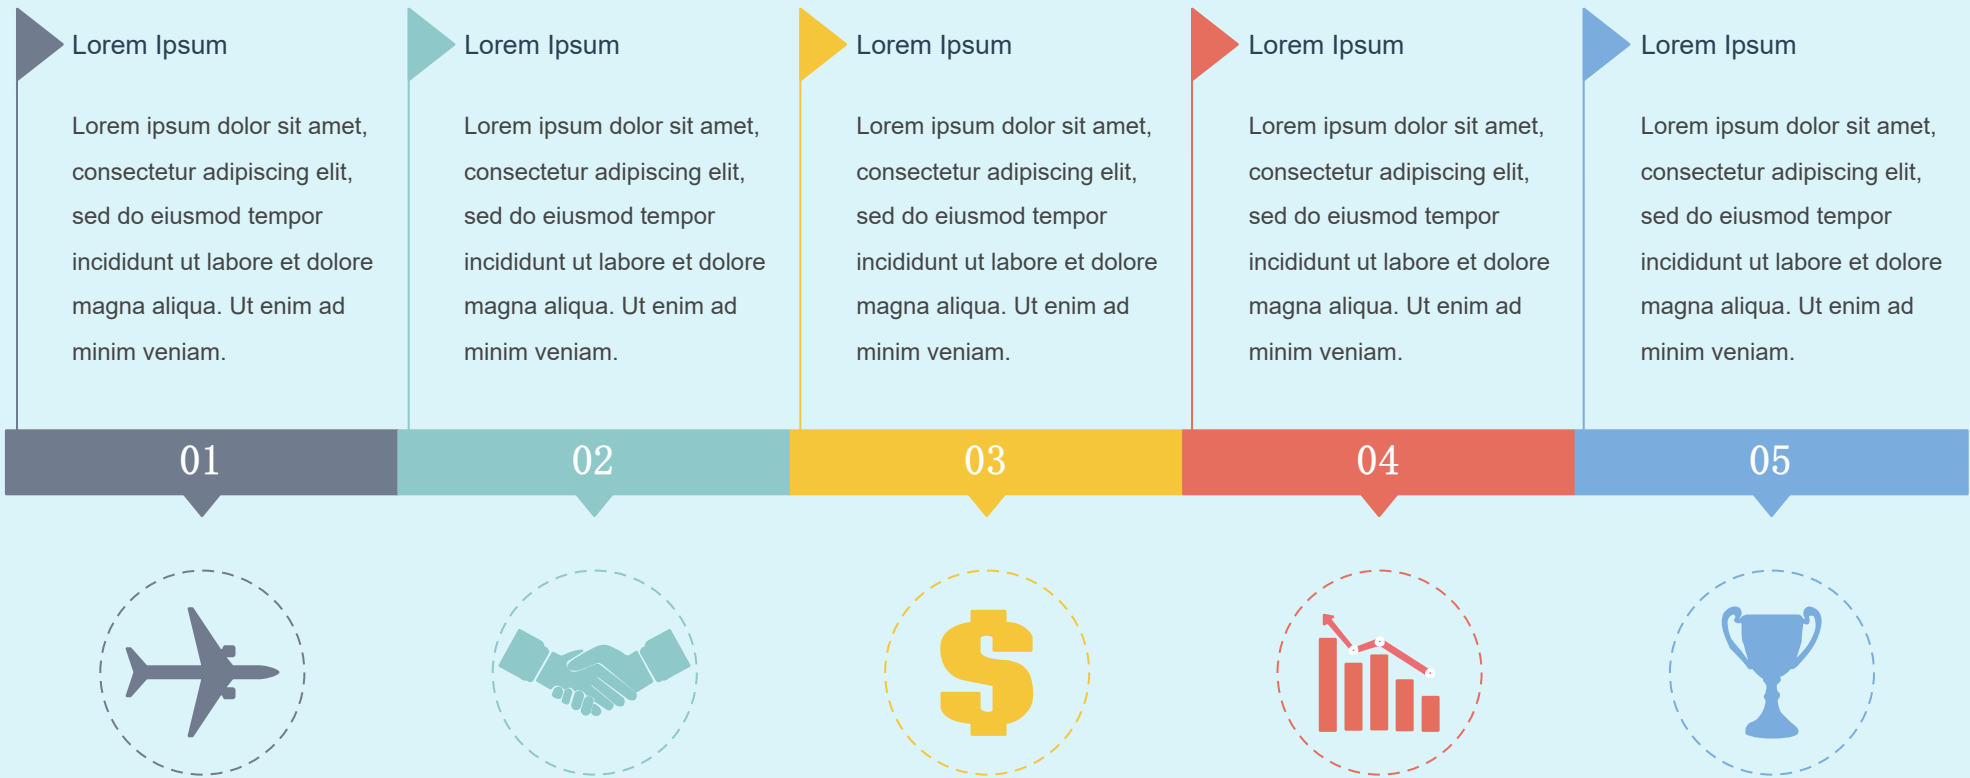 Lorem Ipsum
Lorem ipsum dolor sit amet,
consectetur adipiscing elit,
sed do eiusmod tempor
incididunt ut labore et dolore
magna aliqua. Ut enim ad
minim veniam.
01
Lorem Ipsum
Lorem ipsum dolor sit amet,
consectetur adipiscing elit,
sed do eiusmod tempor
incididunt ut labore et dolore
magna aliqua. Ut enim ad
minim veniam.
02
Lorem Ipsum
Lorem ipsum dolor sit amet,
consectetur adipiscing elit,
sed do eiusmod tempor
incididunt ut labore et dolore
magna aliqua. Ut enim ad
minim veniam.
03
Lorem Ipsum
Lorem ipsum dolor sit amet,
consectetur adipiscing elit,
sed do eiusmod tempor
incididunt ut labore et dolore
magna aliqua. Ut enim ad
minim veniam.
04
Lorem Ipsum
Lorem ipsum dolor sit amet,
consectetur adipiscing elit,
sed do eiusmod tempor
incididunt ut labore et dolore
magna aliqua. Ut enim ad
minim veniam.
05
$